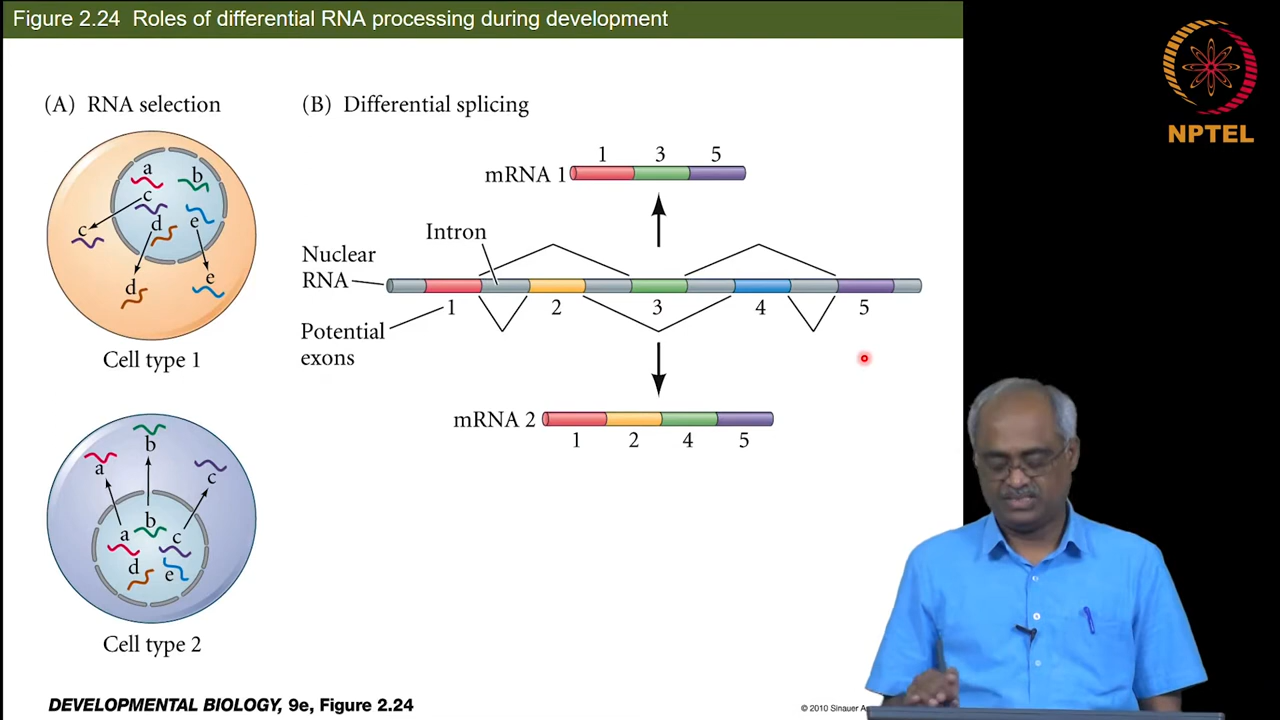 Figure 2.24 Roles of differential RNA processing during development
NPTEL
(A) RNA selection
a
b
c
d
e
c
d
e
Cell type 1
b
a
c
a
b
c
d
e
Cell type 2
(B) Differential splicing
1 3 5
mRNA 1
Intron
Nuclear
RNA
1 2 3 4 5
Potential
exons
mRNA 2
1 2 4 5
DEVELOPMENTAL BIOLOGY, 9e, Figure 2.24
© 2010 Sinauer